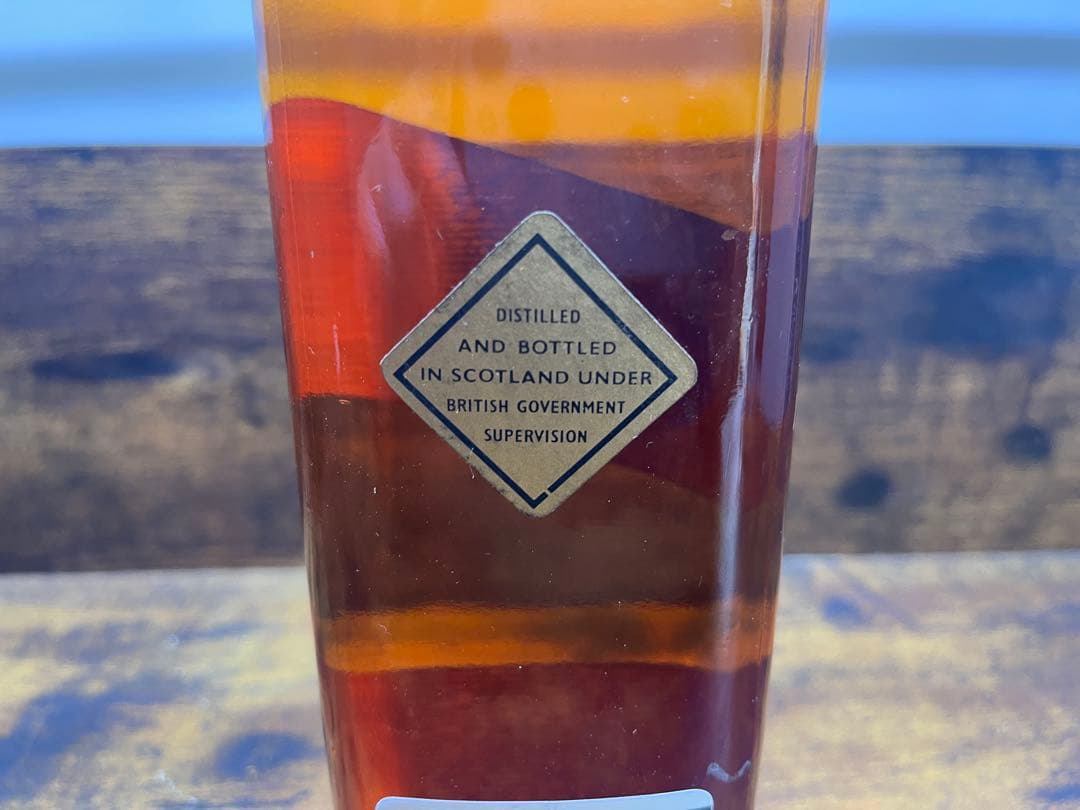 DISTILLED
AND BOTTLED
IN SCOTLAND UNDER
BRITISH GOVERNMENT
SUPERVISION